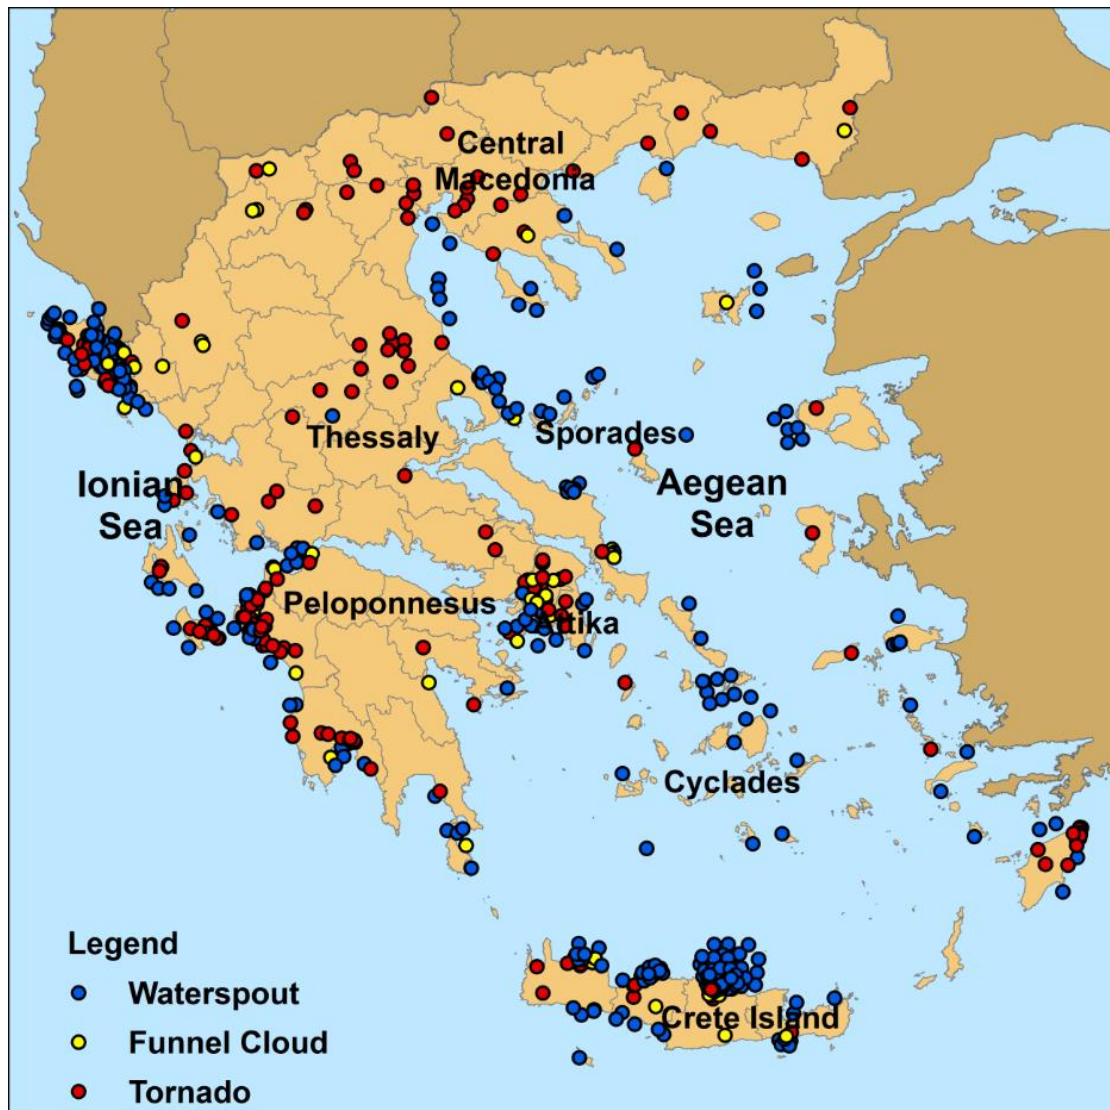 Central
Macedonia
Thessaly
Sporades
Ionian
Sea
Aegean
Sea
Peloponnesus
Attika
Cyclades
Crete Island
Legend
Waterspout
Funnel Cloud
Tornado